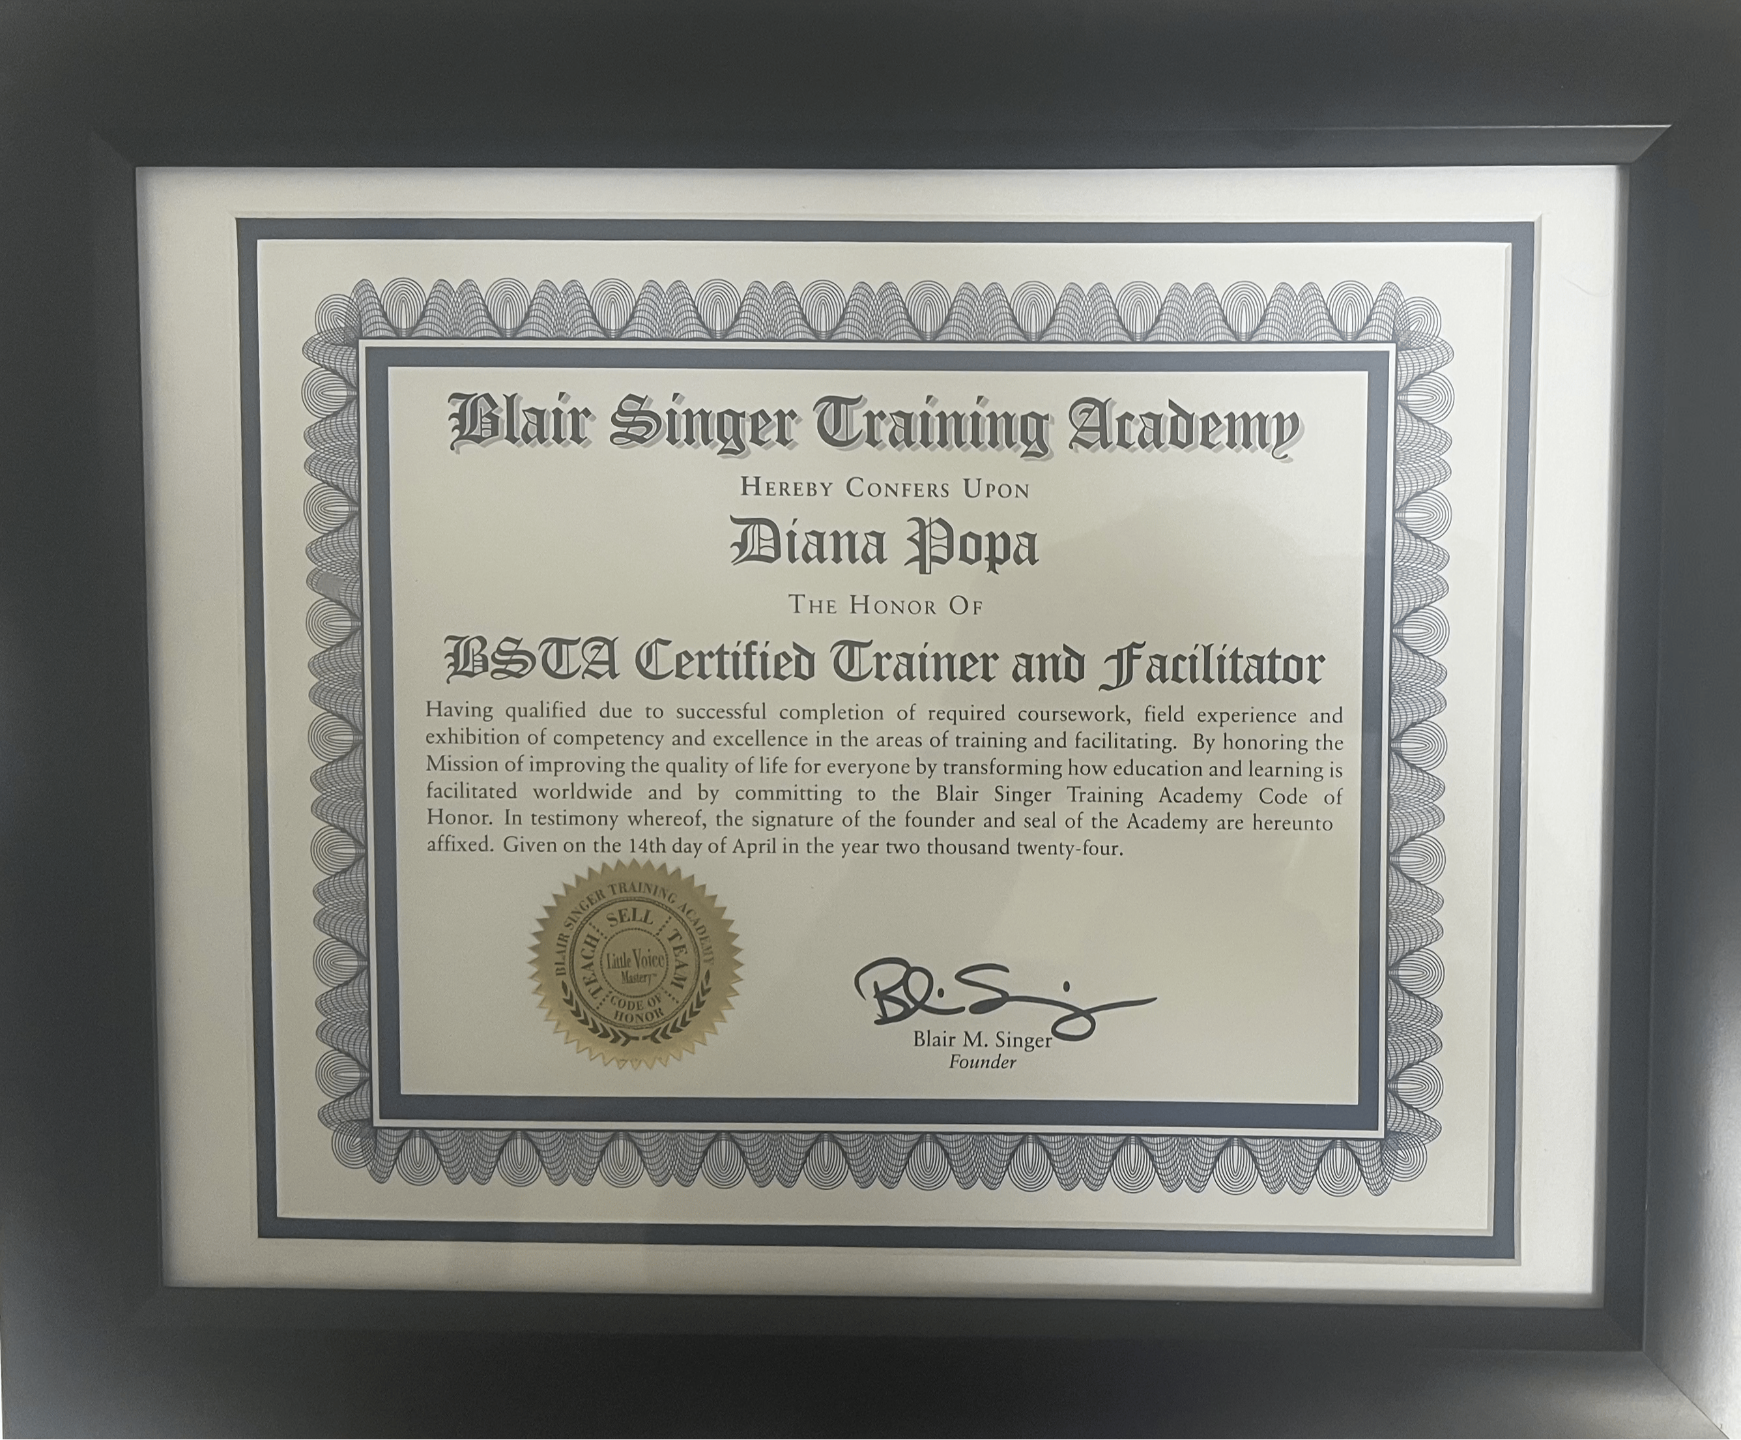 Blair Singer Training Academy
HEREBY CONFERS UPON
Diana Popa
THE HONOR OF
BSTA Certified Trainer and Facilitator
Having qualified due to successful completion of required coursework, field experience and
exhibition of competency and excellence in the areas of training and facilitating. By honoring the
Mission of improving the quality of life for everyone by transforming how education and learning is
facilitated worldwide and by committing to the Blair Singer Training Academy Code of
Honor. In testimony whereof, the signature of the founder and seal of the Academy are hereunto
affixed. Given on the 14th day of April in the year two thousand twenty-four.
BLAIR SINGER TRAINING ACADEMY
SELL
TEACH
TEAM
Little Voice
Mastery™
CODE OF
HONOR
Blair M. Singer
Founder